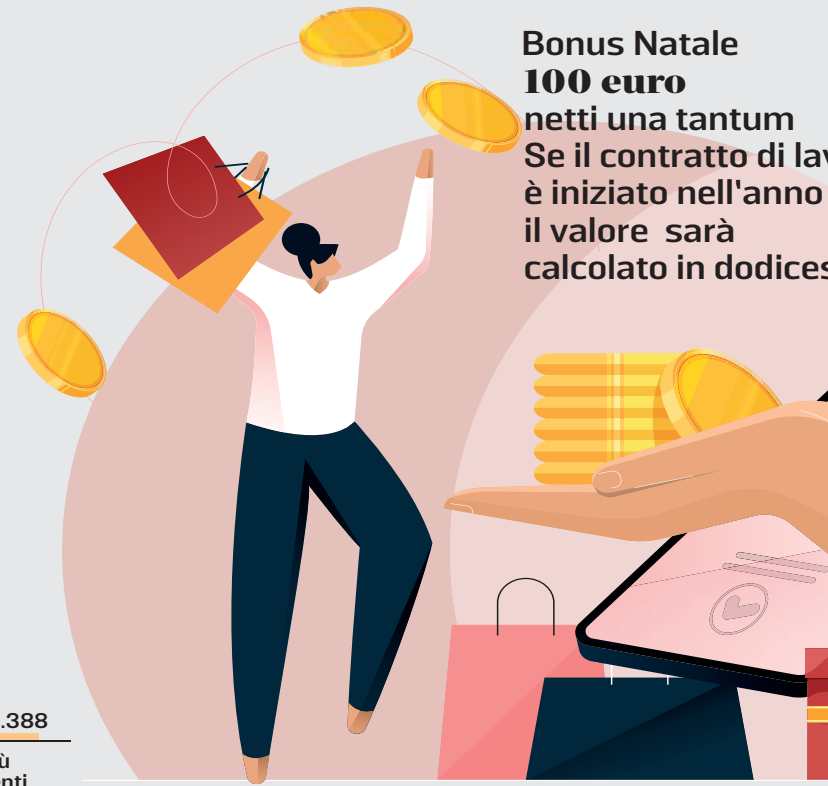 Bonus Natale
100 euro
netti una tantum
Se il contratto di lav
è iniziato nell'anno
il valore sarà
calcolato in dodices
.388
ù
nti